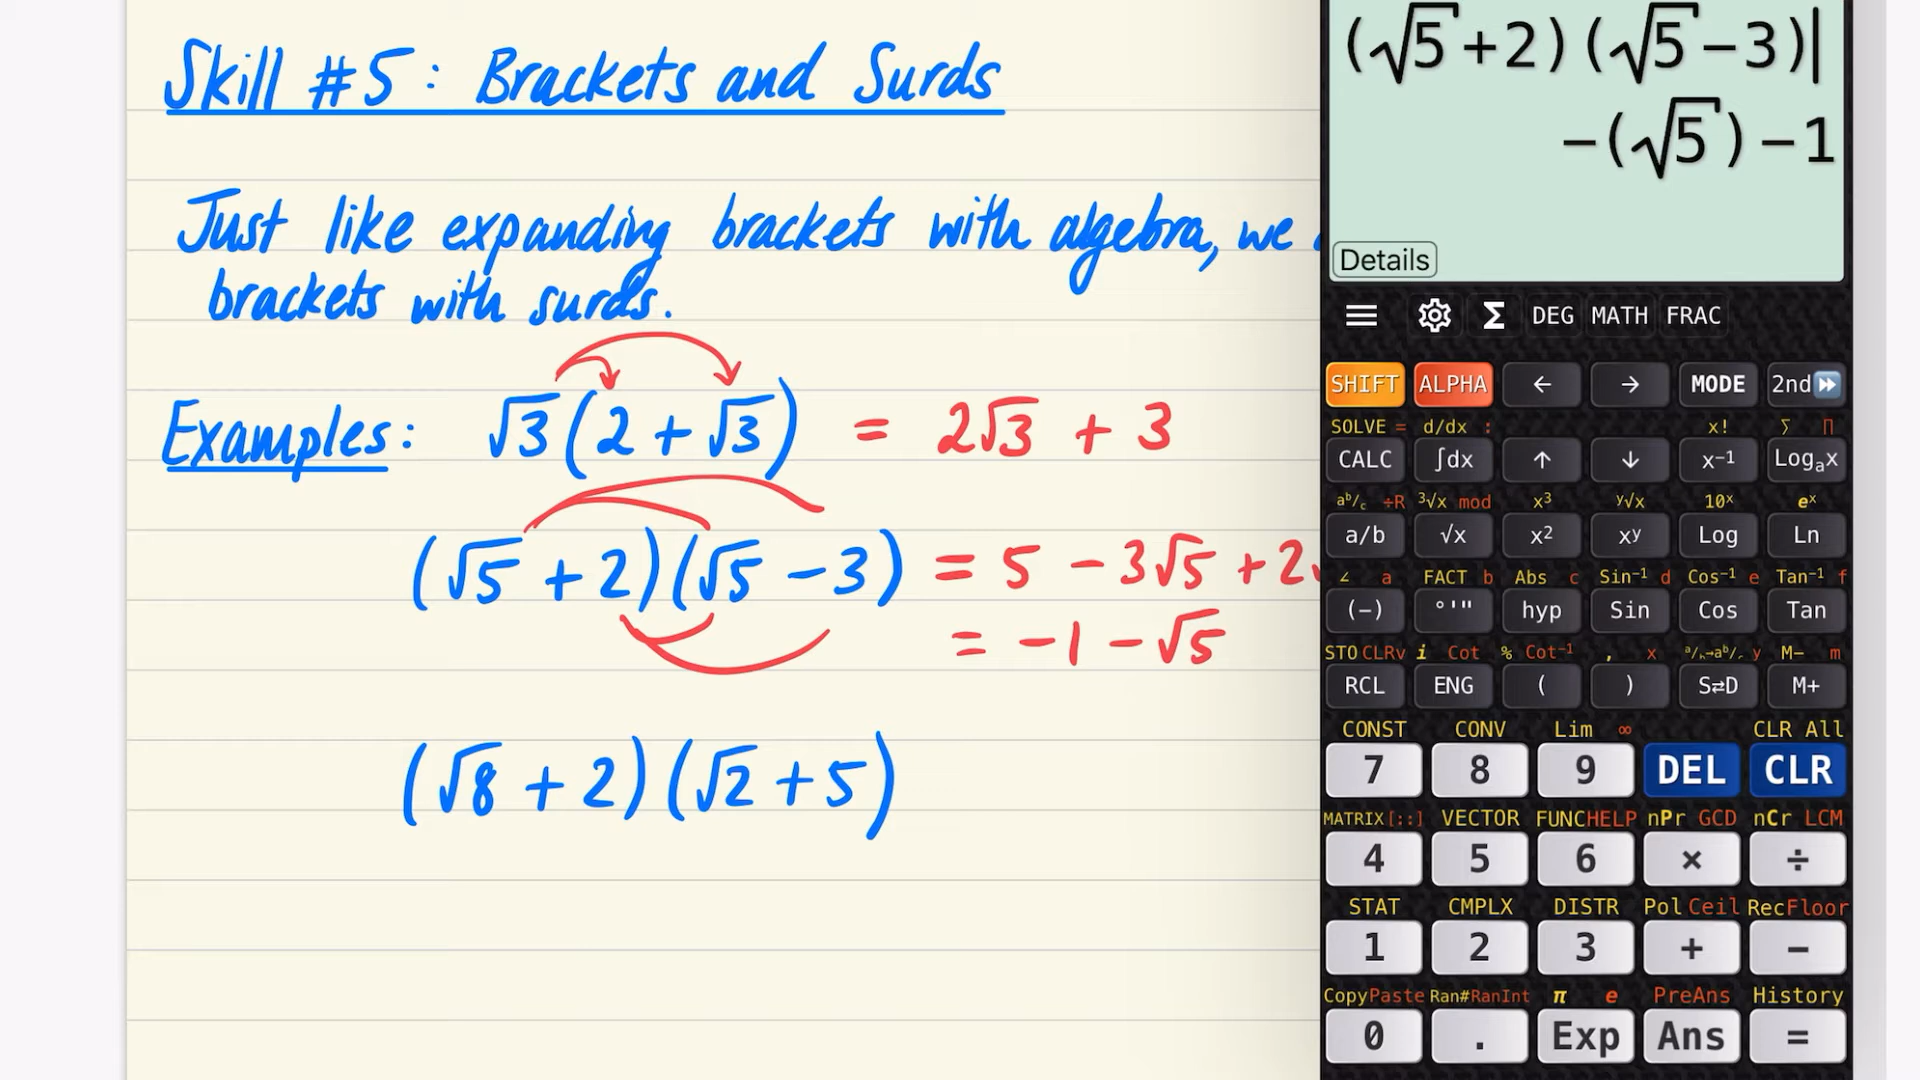 Skill #5: Brackets and Surds
Just like expanding brackets with algebra, we
brackets with surds.
Examples: √3(2 + √3) = 2√3 + 3
(√5 + 2)(√5 − 3) = 5 − 3√5 + 2
= −1 − √5
(√8 + 2)(√2 + 5)
(√5+2)(√5−3)|
−(√5)−1
Details
DEG MATH FRAC
SHIFT ALPHA ← → MODE 2nd
SOLVE = d/dx : x! ∑ ∏
CALC ∫dx ↑ ↓ x⁻¹ Logₐx
aᵇ/c ÷R ³√x mod x³ ʸ√x 10ˣ eˣ
a/b √x x² xʸ Log Ln
∠ a FACT b Abs c Sin⁻¹ d Cos⁻¹ e Tan⁻¹ f
(−) °'" hyp Sin Cos Tan
STO CLRv i Cot % Cot⁻¹ , x y M− m
RCL ENG ( ) S⇄D M+
CONST CONV Lim ∞ CLR All
7 8 9 DEL CLR
MATRIX[::] VECTOR FUNC HELP nPr GCD nCr LCM
4 5 6 × ÷
STAT CMPLX DISTR Pol Ceil Rec Floor
1 2 3 + −
Copy Paste Ran# RanInt π e PreAns History
0 . Exp Ans =